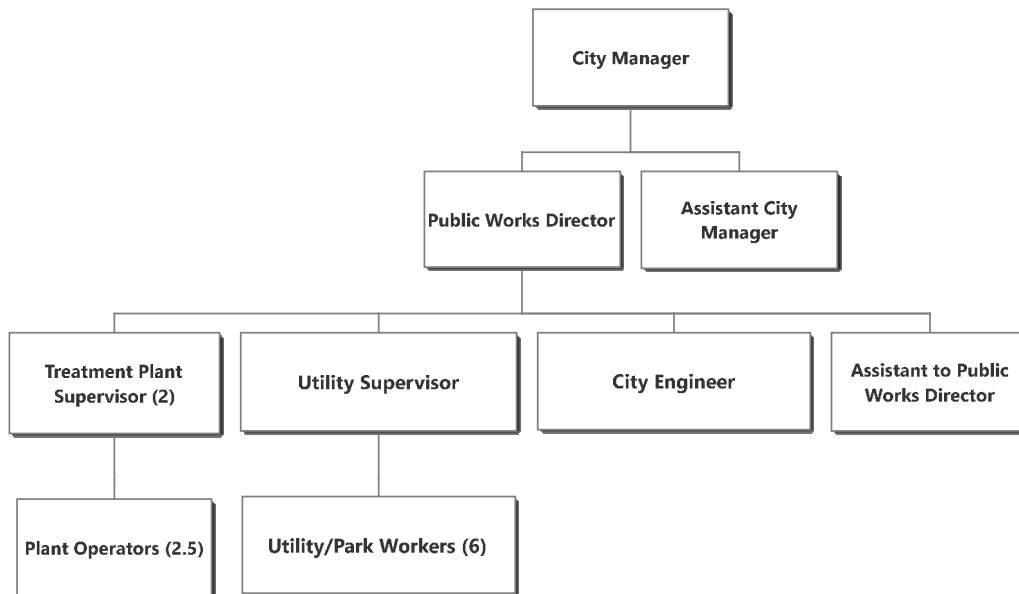 City Manager
Public Works Director
Assistant City
Manager
Treatment Plant
Supervisor (2)
Utility Supervisor
City Engineer
Assistant to Public
Works Director
Plant Operators (2.5)
Utility/Park Workers (6)